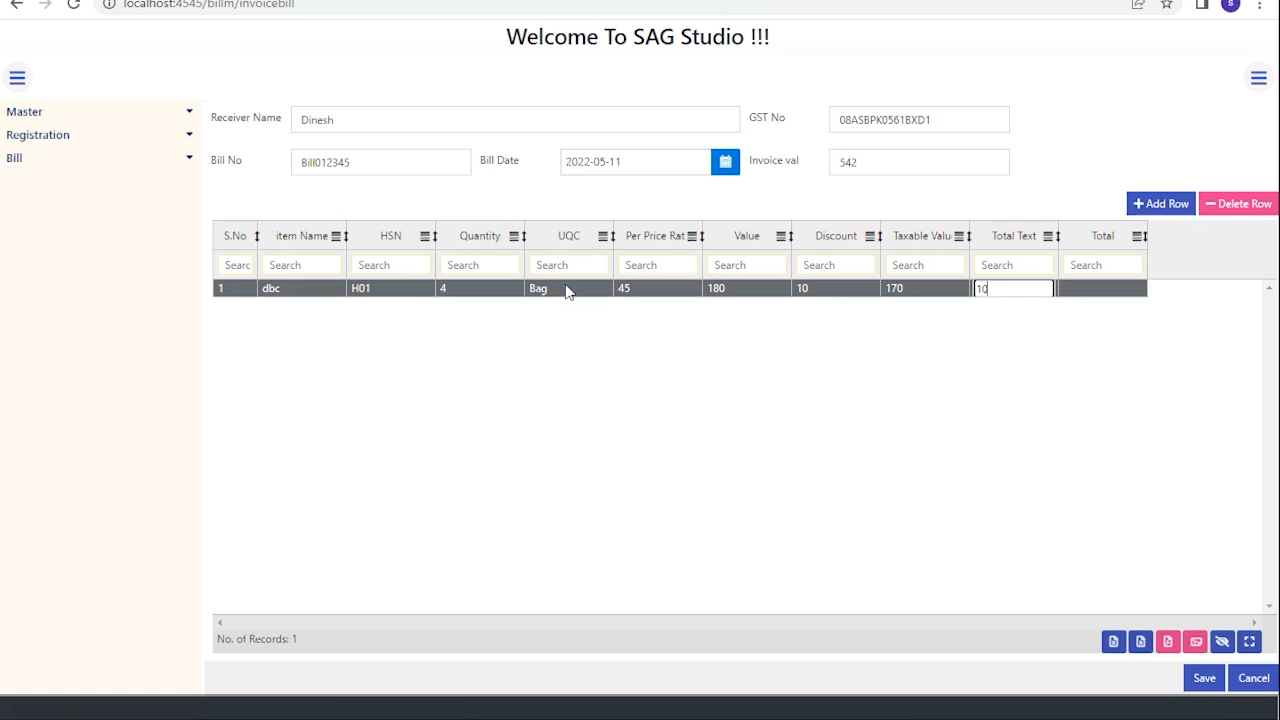 localhost:4545/billm/invoicebill
S
Welcome To SAG Studio !!!
Master
Registration
Bill
Receiver Name Dinesh GST No 08ASBPK0561BXD1
Bill No Bill012345 Bill Date 2022-05-11 Invoice val 542
Add Row Delete Row
S.No item Name HSN Quantity UQC Per Price Rat Value Discount Taxable Valu Total Text Total
Searc Search Search Search Search Search Search Search Search Search Search
1 dbc H01 4 Bag 45 180 10 170 10
No. of Records: 1
Save Cancel